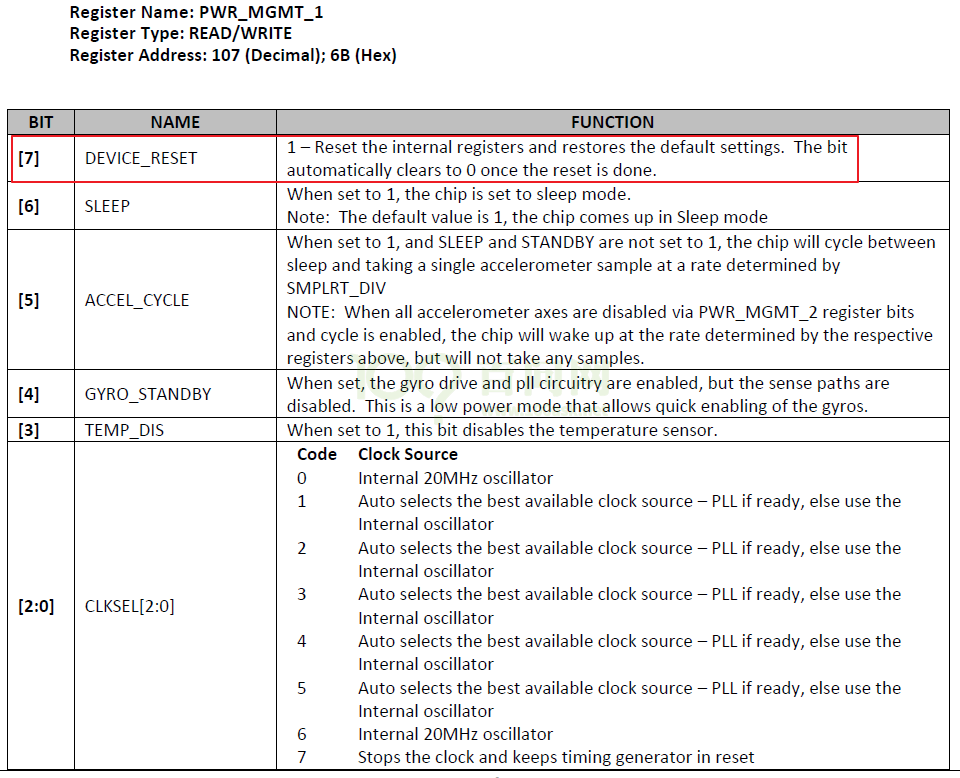 Register Name: PWR_MGMT_1
Register Type: READ/WRITE
Register Address: 107 (Decimal); 6B (Hex)
BIT NAME FUNCTION
[7] DEVICE_RESET 1 – Reset the internal registers and restores the default settings. The bit
automatically clears to 0 once the reset is done.
[6] SLEEP When set to 1, the chip is set to sleep mode.
Note: The default value is 1, the chip comes up in Sleep mode
[5] ACCEL_CYCLE When set to 1, and SLEEP and STANDBY are not set to 1, the chip will cycle between
sleep and taking a single accelerometer sample at a rate determined by
SMPLRT_DIV
NOTE: When all accelerometer axes are disabled via PWR_MGMT_2 register bits
and cycle is enabled, the chip will wake up at the rate determined by the respective
registers above, but will not take any samples.
[4] GYRO_STANDBY When set, the gyro drive and pll circuitry are enabled, but the sense paths are
disabled. This is a low power mode that allows quick enabling of the gyros.
[3] TEMP_DIS When set to 1, this bit disables the temperature sensor.
[2:0] CLKSEL[2:0] Code Clock Source
0 Internal 20MHz oscillator
1 Auto selects the best available clock source – PLL if ready, else use the
Internal oscillator
2 Auto selects the best available clock source – PLL if ready, else use the
Internal oscillator
3 Auto selects the best available clock source – PLL if ready, else use the
Internal oscillator
4 Auto selects the best available clock source – PLL if ready, else use the
Internal oscillator
5 Auto selects the best available clock source – PLL if ready, else use the
Internal oscillator
6 Internal 20MHz oscillator
7 Stops the clock and keeps timing generator in reset